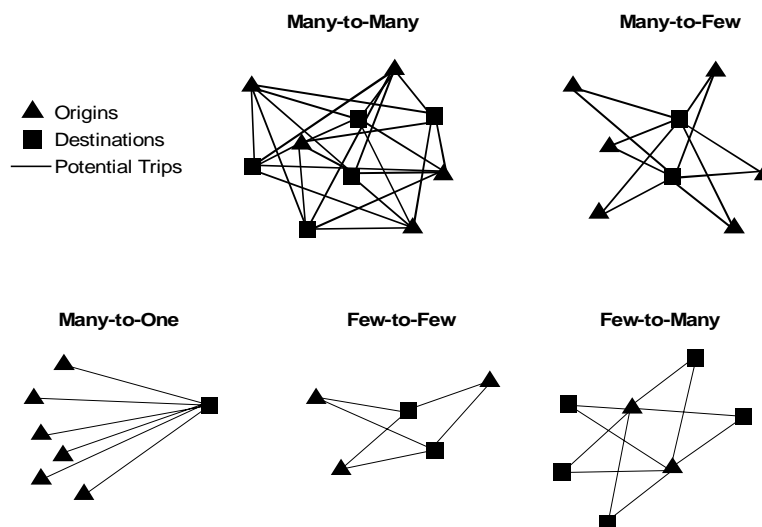 Many-to-Many
Many-to-Few
Origins
Destinations
Potential Trips
Many-to-One
Few-to-Few
Few-to-Many